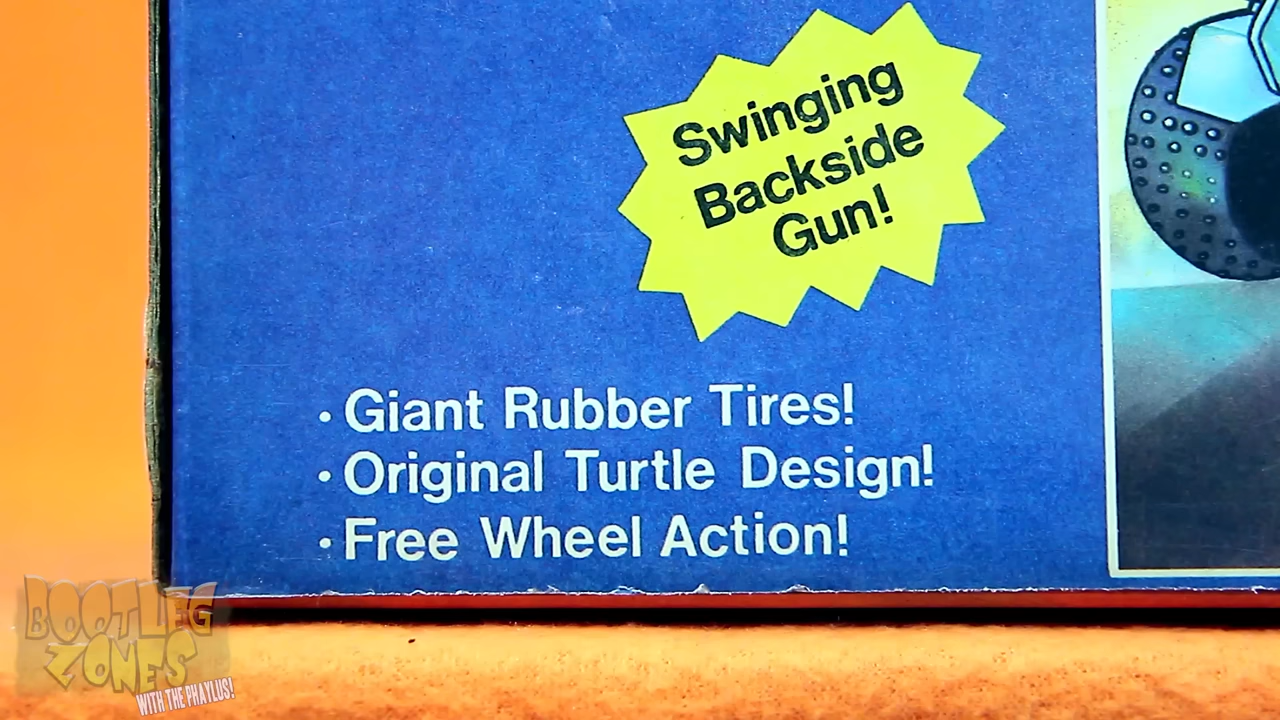 Swinging
Backside
Gun!
• Giant Rubber Tires!
• Original Turtle Design!
• Free Wheel Action!
BOOTLEG
ZONES
WITH THE PHAYLUS!